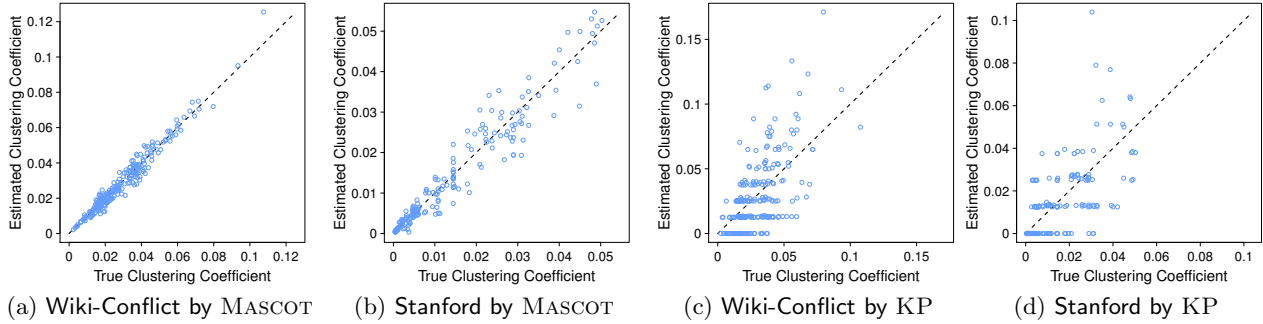 Estimated Clustering Coefficient
0.12
0.1
0.08
0.06
0.04
0.02
0
0 0.02 0.04 0.06 0.08 0.1 0.12
True Clustering Coefficient
(a) Wiki-Conflict by MASCOT
Estimated Clustering Coefficient
0.05
0.04
0.03
0.02
0.01
0
0 0.01 0.02 0.03 0.04 0.05
True Clustering Coefficient
(b) Stanford by MASCOT
Estimated Clustering Coefficient
0.15
0.1
0.05
0
0 0.05 0.1 0.15
True Clustering Coefficient
(c) Wiki-Conflict by KP
Estimated Clustering Coefficient
0.1
0.08
0.06
0.04
0.02
0
0 0.02 0.04 0.06 0.08 0.1
True Clustering Coefficient
(d) Stanford by KP